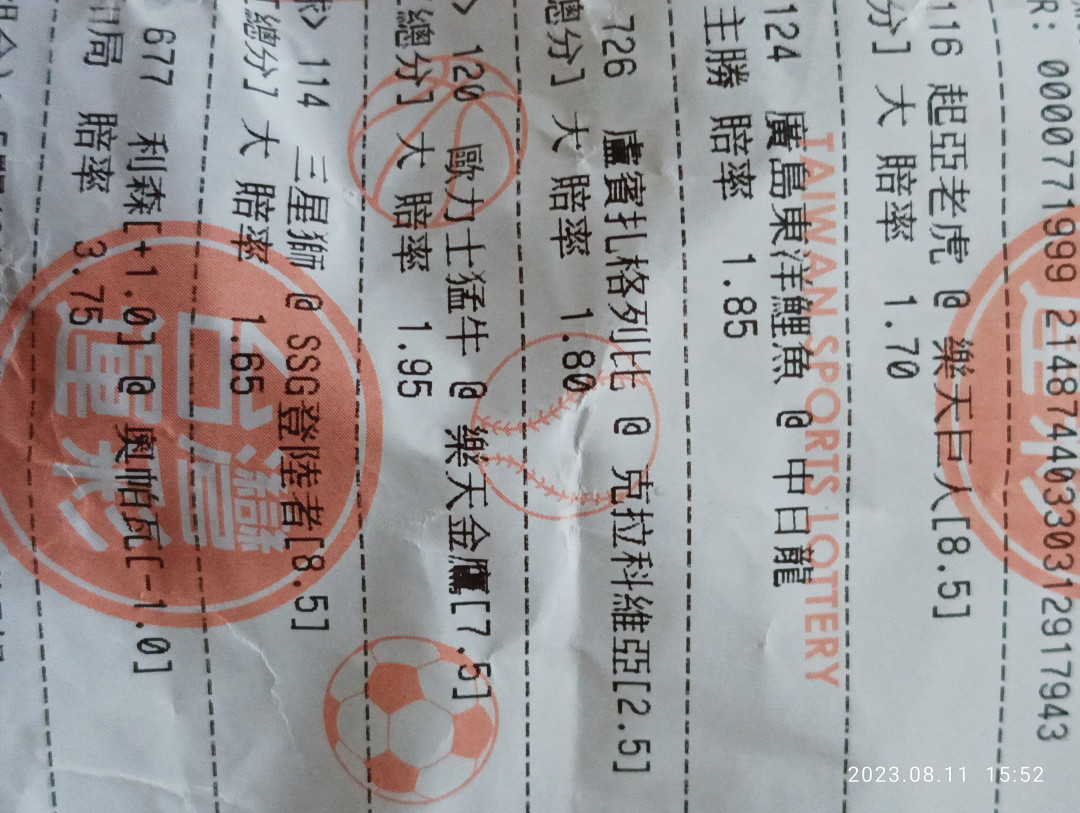 R: 0000771999 21487440330312917943
116 起亞老虎 @ 樂天巨人[8.5]
分] 大 賠率 1.70
TAIWAN SPORTS LOTTERY
124 廣島東洋鯉魚 @ 中日龍
主勝 賠率 1.85
726 盧賓扎格列比 @ 克拉科維亞[2.5]
總分] 大 賠率 1.80
> 120 歐力士猛牛 @ 樂天金鷹[7.5]
總分] 大 賠率 1.95
> 114 三星獅 @ SSG登陸者[8.5]
總分] 大 賠率 1.65
677 利森[+1.0] @ 奧帕瓦[-1.0]
局 賠率 3.75
台灣
運彩
2023.08.11 15:52